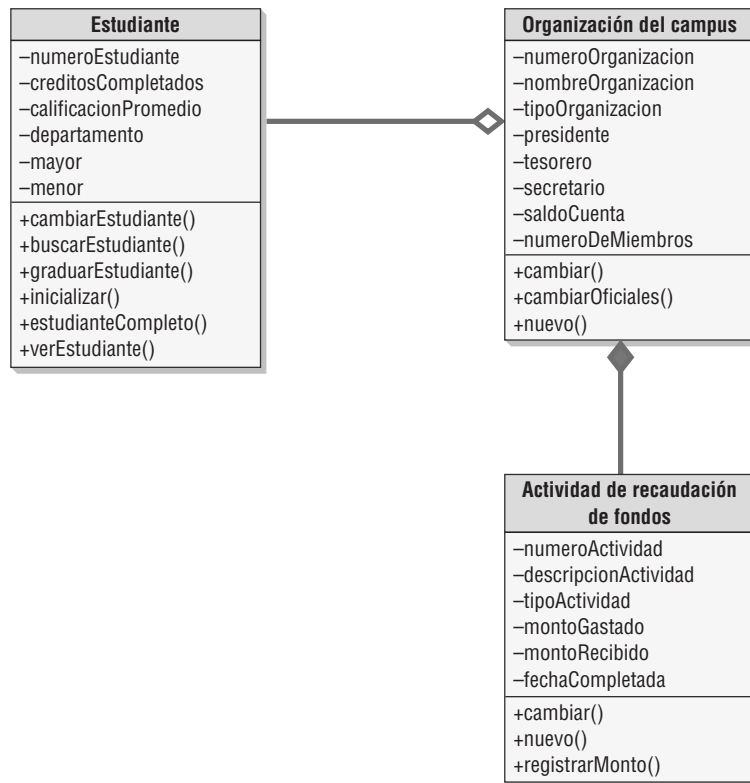 Estudiante
–numeroEstudiante
–creditosCompletados
–calificacionPromedio
–departamento
–mayor
–menor
+cambiarEstudiante()
+buscarEstudiante()
+graduarEstudiante()
+inicializar()
+estudianteCompleto()
+verEstudiante()
Organización del campus
–numeroOrganizacion
–nombreOrganizacion
–tipoOrganizacion
–presidente
–tesorero
–secretario
–saldoCuenta
–numeroDeMiembros
+cambiar()
+cambiarOficiales()
+nuevo()
Actividad de recaudación
de fondos
–numeroActividad
–descripcionActividad
–tipoActividad
–montoGastado
–montoRecibido
–fechaCompletada
+cambiar()
+nuevo()
+registrarMonto()